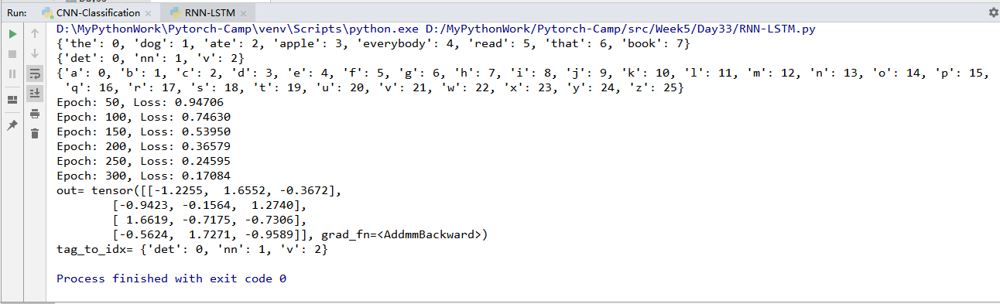 Run: CNN-Classification × RNN-LSTM ×
D:\MyPythonWork\Pytorch-Camp\venv\Scripts\python.exe D:/MyPythonWork/Pytorch-Camp/src/Week5/Day33/RNN-LSTM.py
{'the': 0, 'dog': 1, 'ate': 2, 'apple': 3, 'everybody': 4, 'read': 5, 'that': 6, 'book': 7}
{'det': 0, 'nn': 1, 'v': 2}
{'a': 0, 'b': 1, 'c': 2, 'd': 3, 'e': 4, 'f': 5, 'g': 6, 'h': 7, 'i': 8, 'j': 9, 'k': 10, 'l': 11, 'm': 12, 'n': 13, 'o': 14, 'p': 15,
 'q': 16, 'r': 17, 's': 18, 't': 19, 'u': 20, 'v': 21, 'w': 22, 'x': 23, 'y': 24, 'z': 25}
Epoch: 50, Loss: 0.94706
Epoch: 100, Loss: 0.74630
Epoch: 150, Loss: 0.53950
Epoch: 200, Loss: 0.36579
Epoch: 250, Loss: 0.24595
Epoch: 300, Loss: 0.17084
out= tensor([[-1.2255,  1.6552, -0.3672],
        [-0.9423, -0.1564,  1.2740],
        [ 1.6619, -0.7175, -0.7306],
        [-0.5624,  1.7271, -0.9589]], grad_fn=<AddmmBackward>)
tag_to_idx= {'det': 0, 'nn': 1, 'v': 2}
Process finished with exit code 0